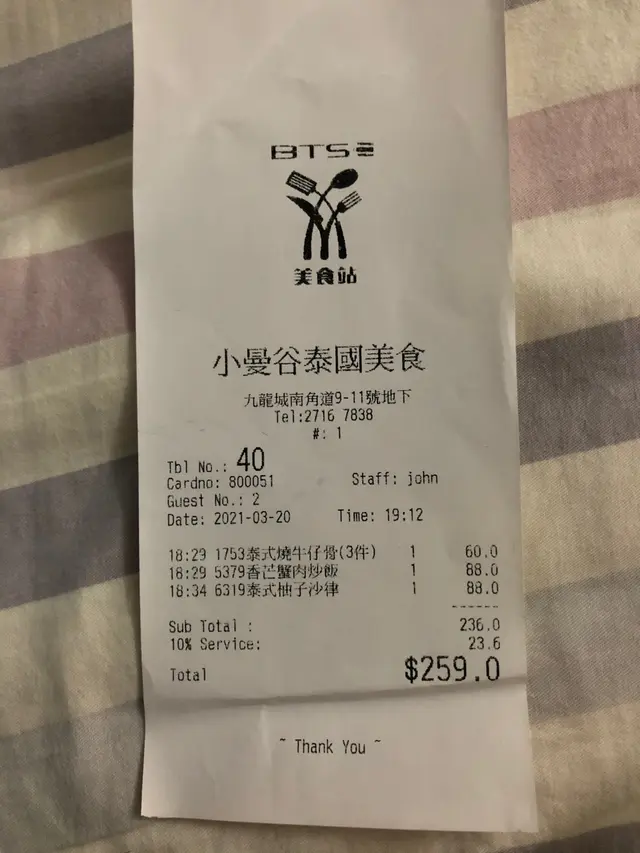 BTS
美食站
小曼谷泰國美食
九龍城南角道9-11號地下
Tel:2716 7838
#: 1
Tbl No.: 40
Cardno: 800051 Staff: john
Guest No.: 2
Date: 2021-03-20 Time: 19:12
18:29 1753泰式燒牛仔骨(3件) 1 60.0
18:29 5379香芒蟹肉炒飯 1 88.0
18:34 6319泰式柚子沙律 1 88.0
------
Sub Total : 236.0
10% Service: 23.6
Total $259.0
~ Thank You ~